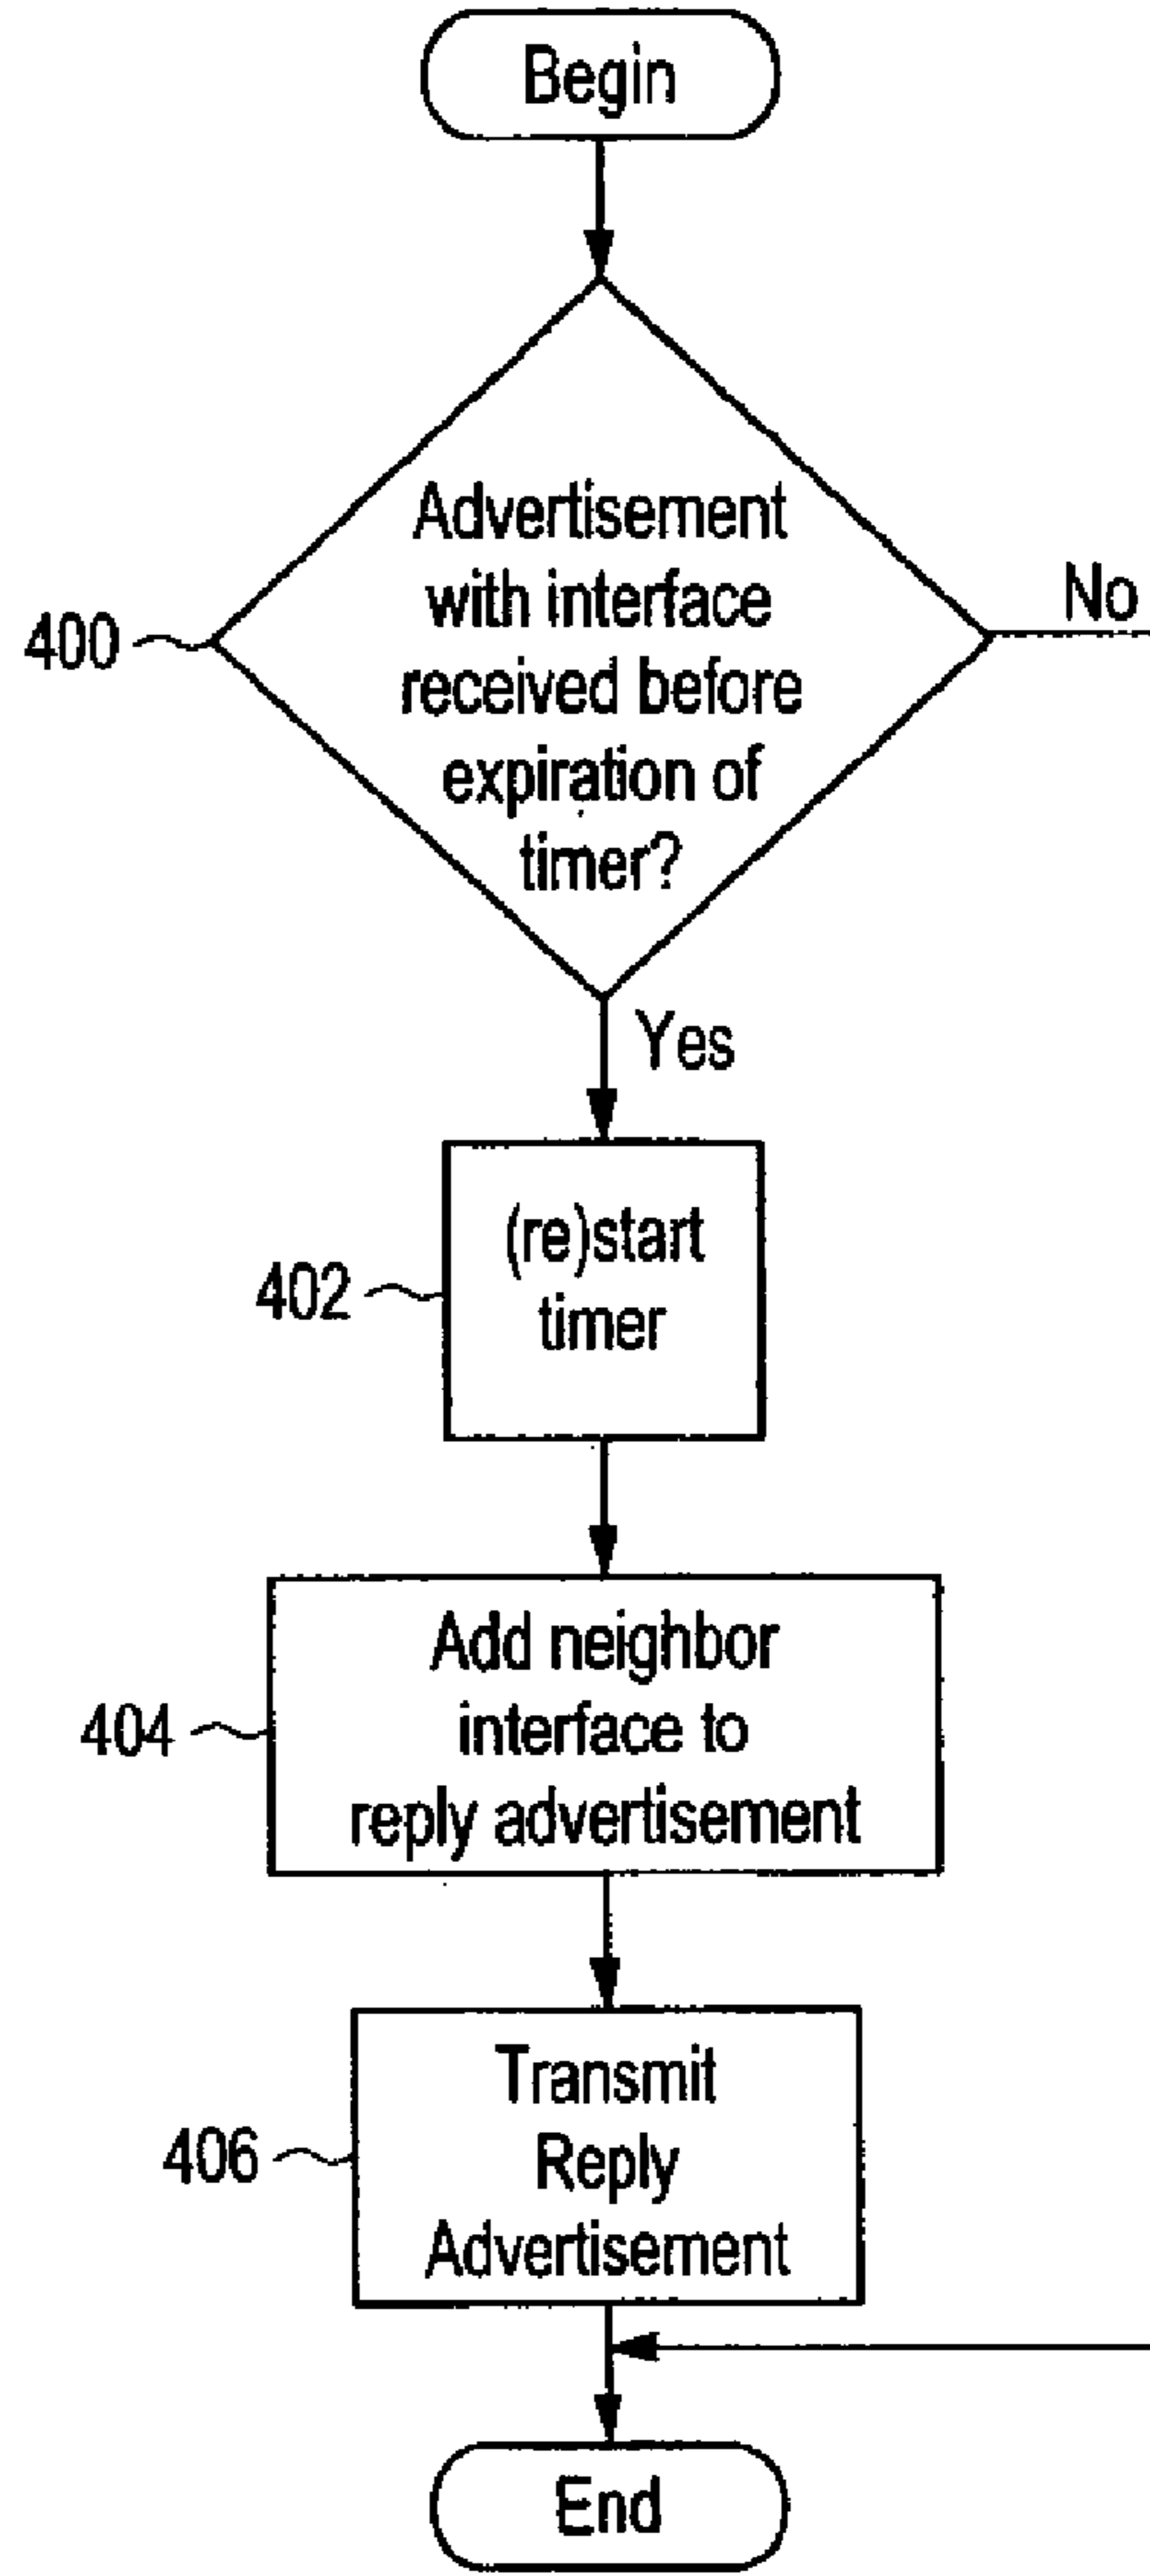 Begin
Advertisement
with interface
received before
expiration of
timer?
400
No
Yes
(re)start
timer
402
Add neighbor
interface to
reply advertisement
404
Transmit
Reply
Advertisement
406
End